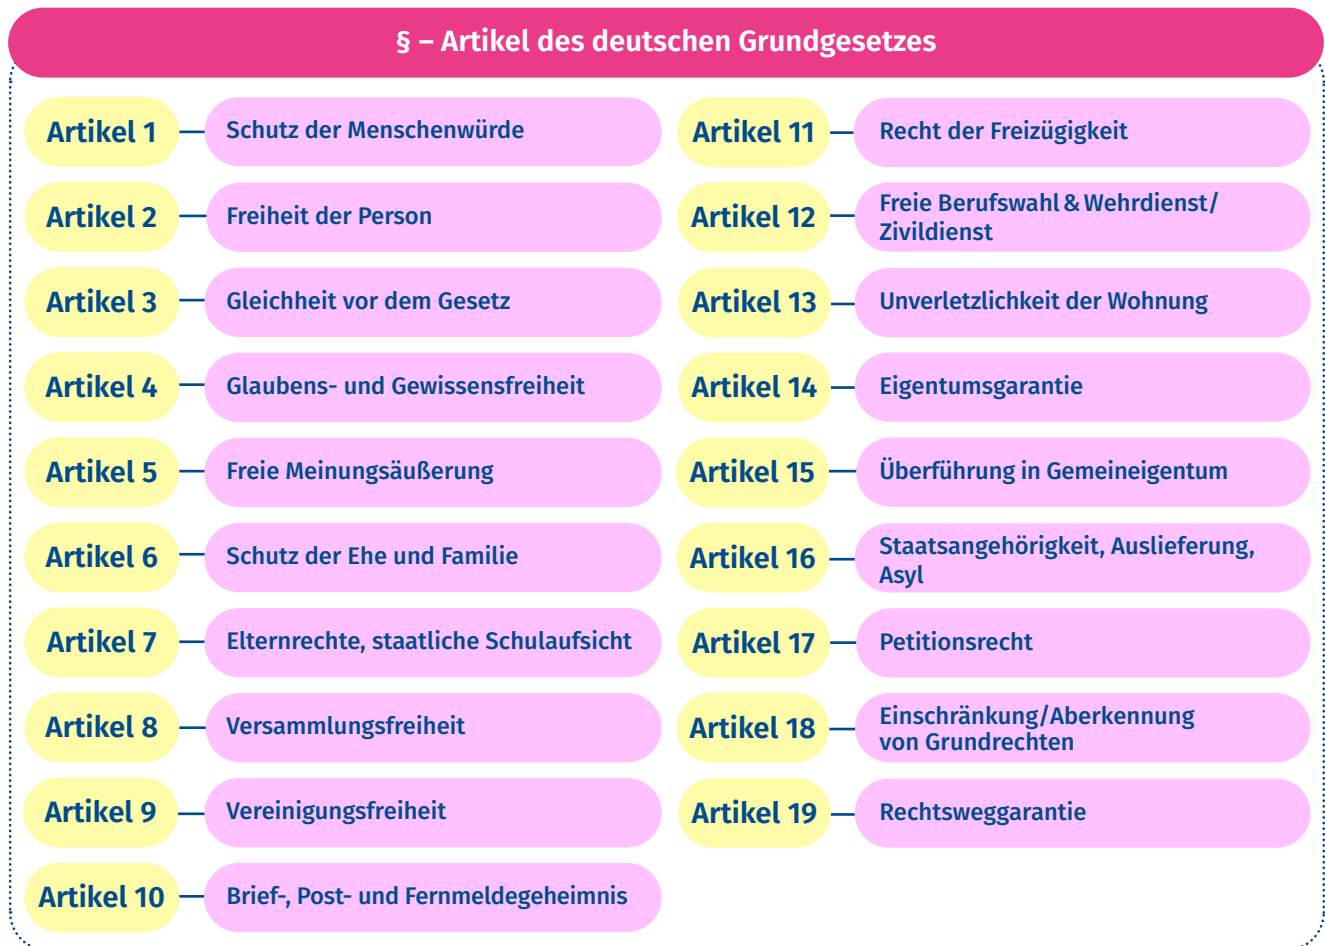 § – Artikel des deutschen Grundgesetzes
Artikel 1
Schutz der Menschenwürde
Artikel 2
Freiheit der Person
Artikel 3
Gleichheit vor dem Gesetz
Artikel 4
Glaubens- und Gewissensfreiheit
Artikel 5
Freie Meinungsäußerung
Artikel 6
Schutz der Ehe und Familie
Artikel 7
Elternrechte, staatliche Schulaufsicht
Artikel 8
Versammlungsfreiheit
Artikel 9
Vereinigungsfreiheit
Artikel 10
Brief-, Post- und Fernmeldegeheimnis
Artikel 11
Recht der Freizügigkeit
Artikel 12
Freie Berufswahl & Wehrdienst/
Zivildienst
Artikel 13
Unverletzlichkeit der Wohnung
Artikel 14
Eigentumsgarantie
Artikel 15
Überführung in Gemeineigentum
Artikel 16
Staatsangehörigkeit, Auslieferung,
Asyl
Artikel 17
Petitionsrecht
Artikel 18
Einschränkung/Aberkennung
von Grundrechten
Artikel 19
Rechtsweggarantie